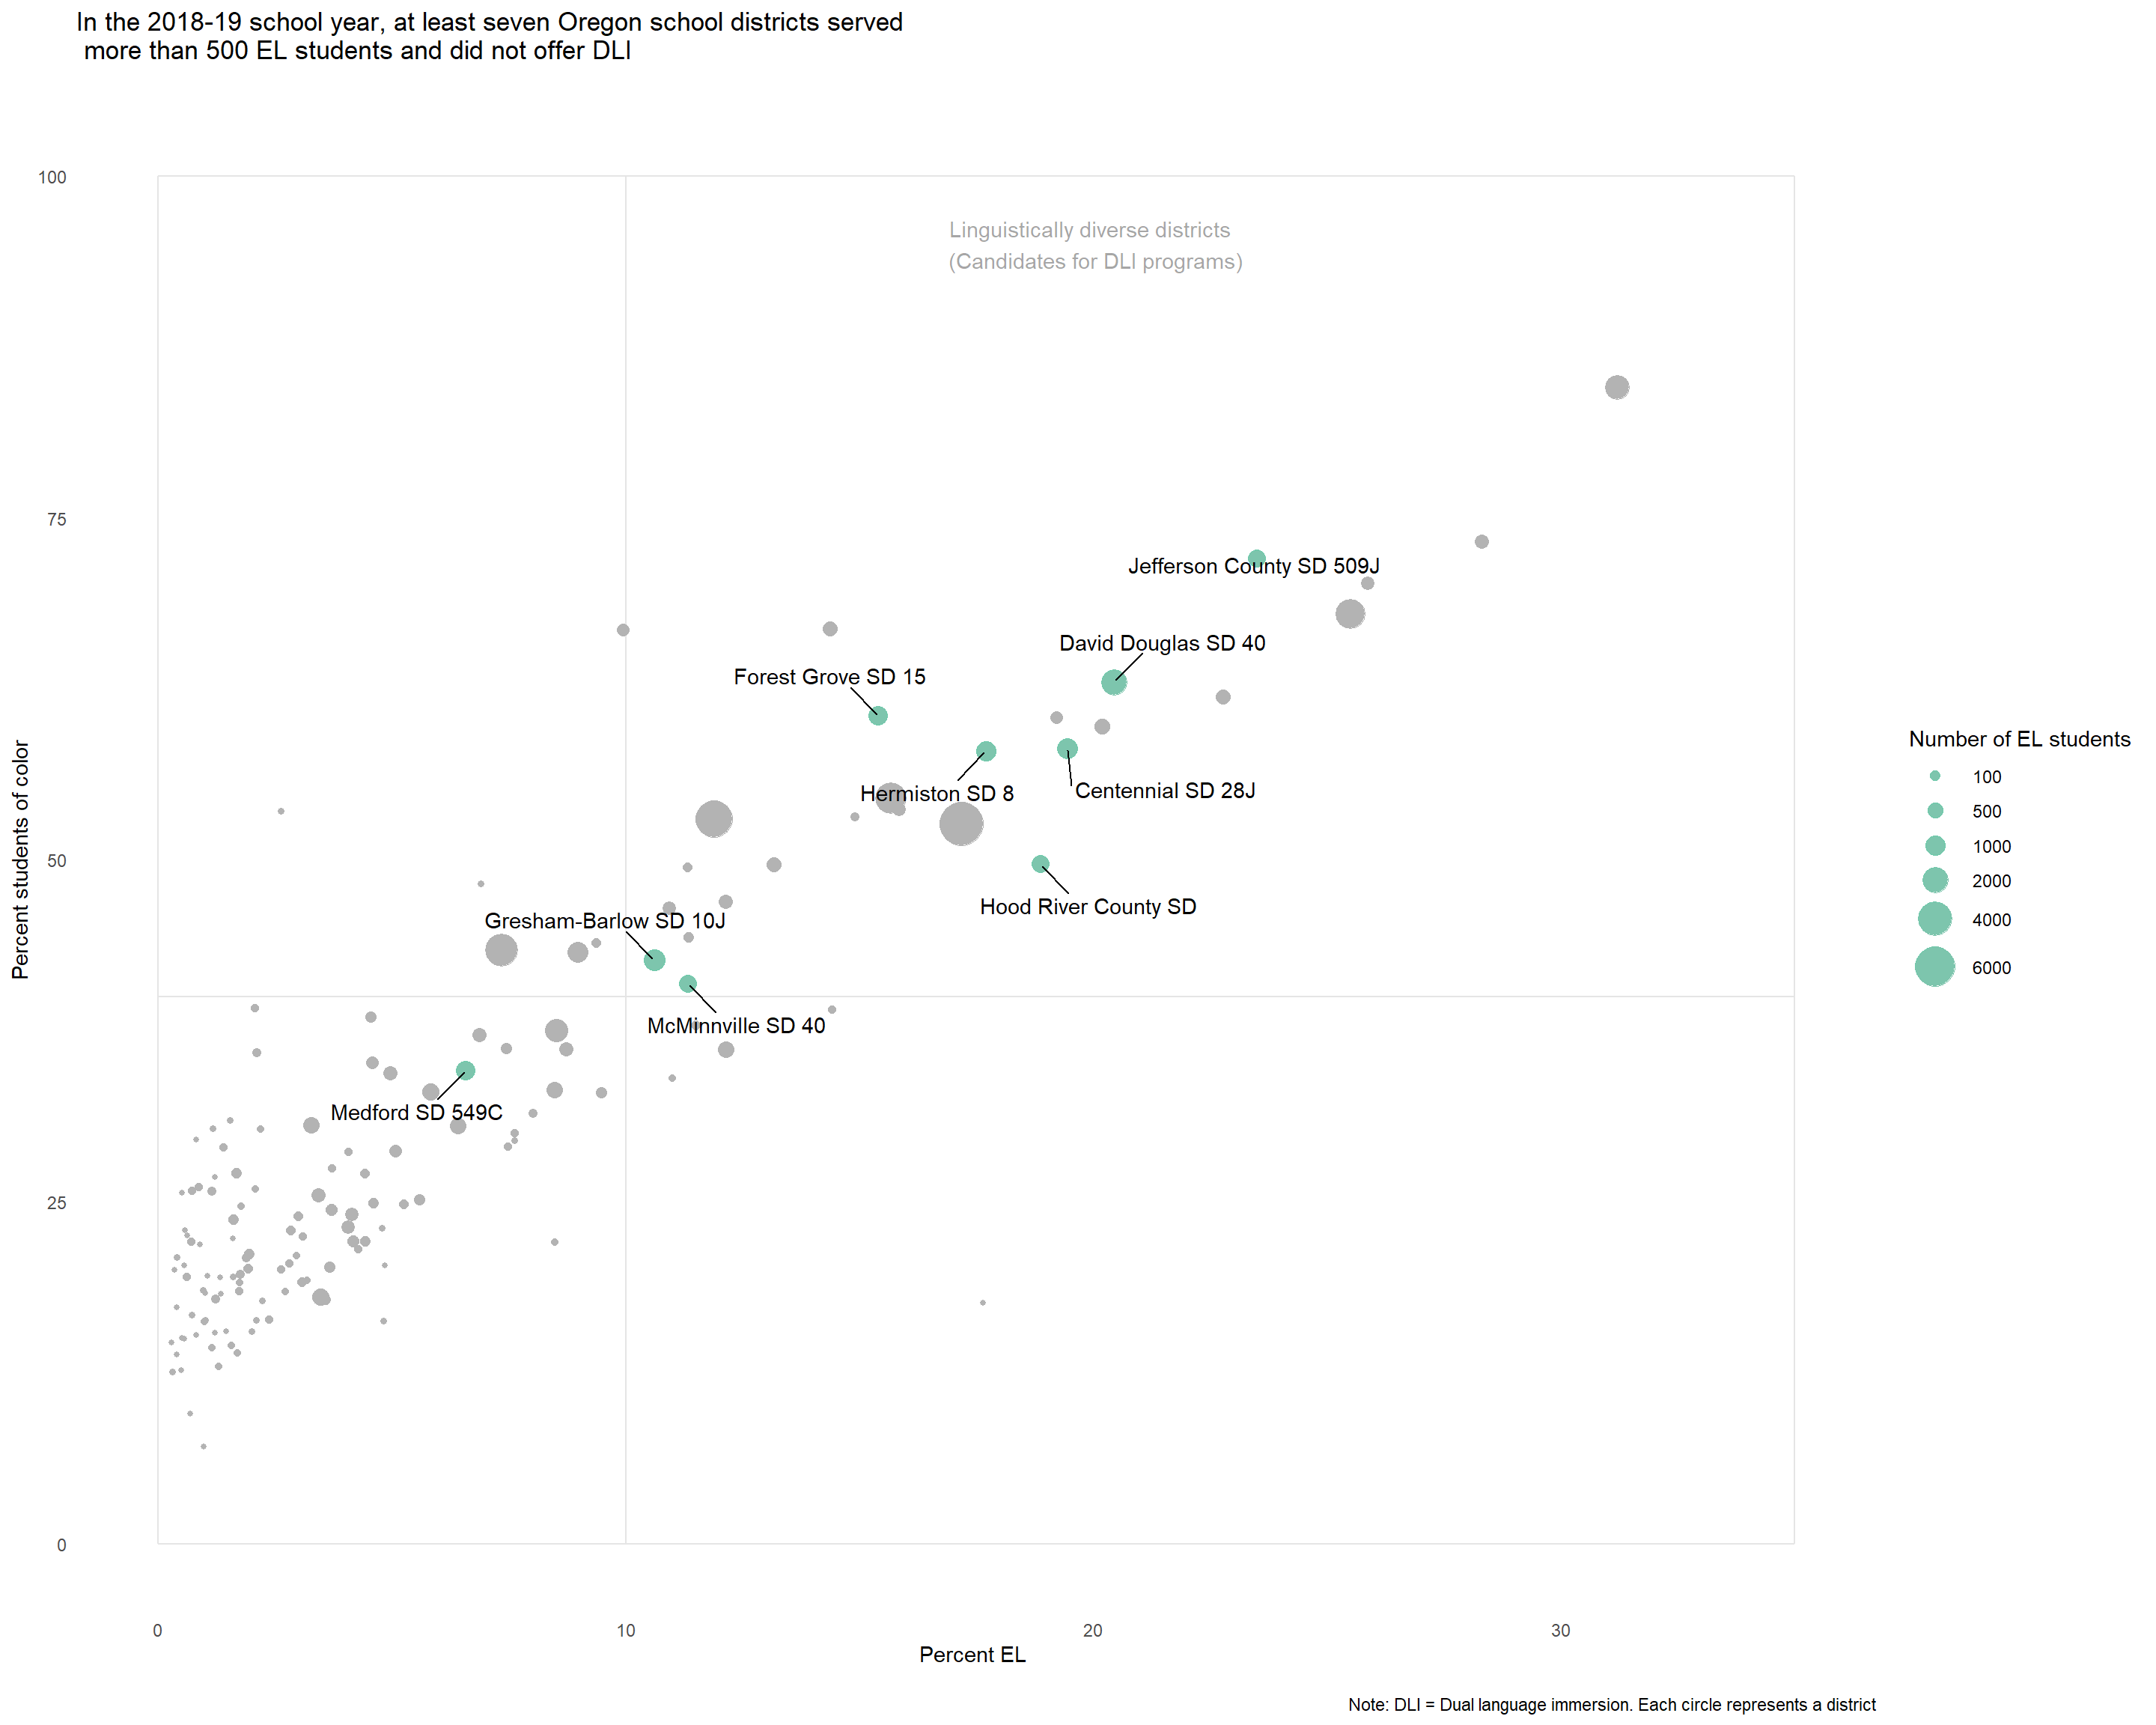 In the 2018-19 school year, at least seven Oregon school districts served
more than 500 EL students and did not offer DLI
100
Linguistically diverse districts
(Candidates for DLI programs)
75
Jefferson County SD 509J
David Douglas SD 40
Forest Grove SD 15
Hermiston SD 8
Centennial SD 28J
50
Hood River County SD
Gresham-Barlow SD 10J
McMinnville SD 40
Medford SD 549C
25
0
Percent students of color
0
10
20
30
Percent EL
Number of EL students
100
500
1000
2000
4000
6000
Note: DLI = Dual language immersion. Each circle represents a district